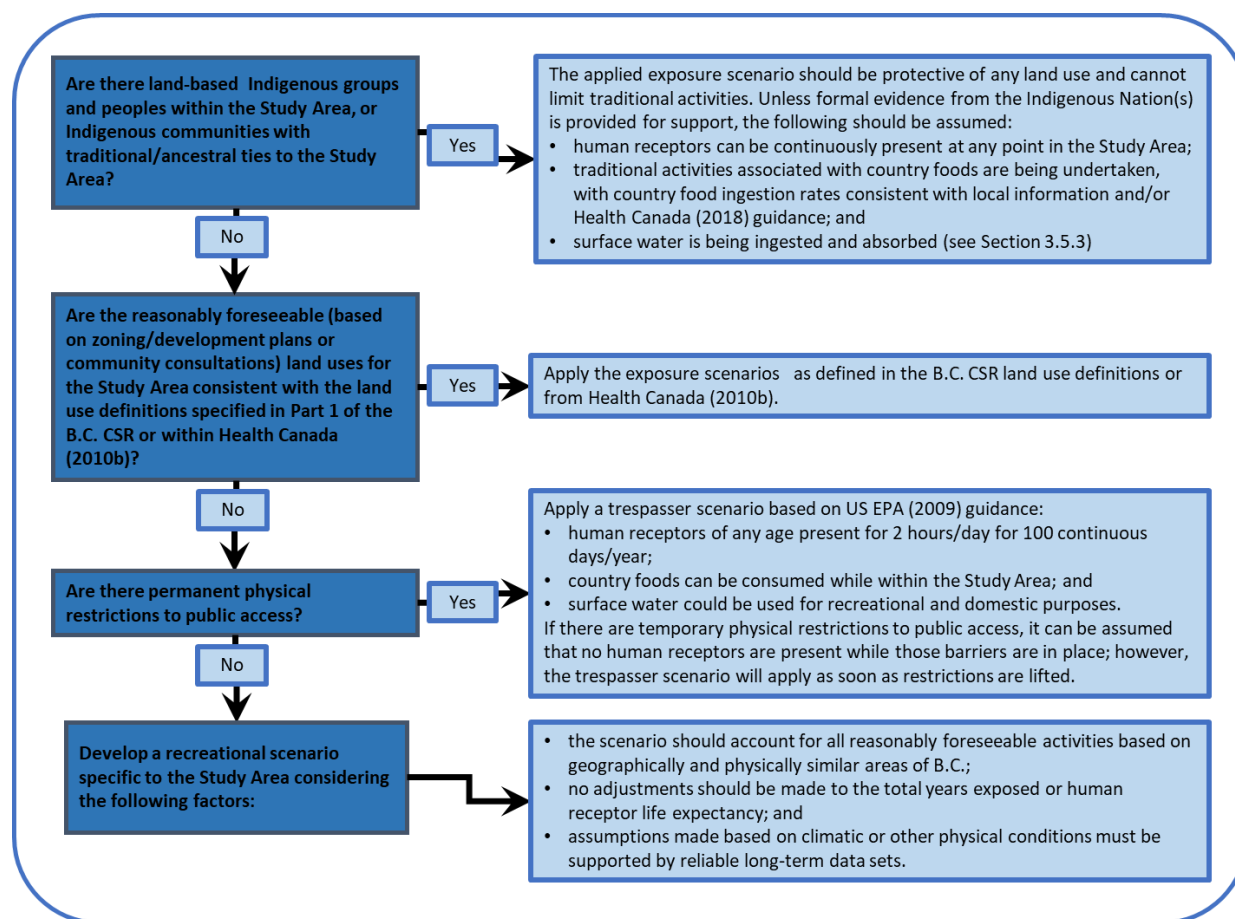 Are there land-based Indigenous groups
and peoples within the Study Area, or
Indigenous communities with
traditional/ancestral ties to the Study
Area?
Yes
The applied exposure scenario should be protective of any land use and cannot
limit traditional activities. Unless formal evidence from the Indigenous Nation(s)
is provided for support, the following should be assumed:
• human receptors can be continuously present at any point in the Study Area;
• traditional activities associated with country foods are being undertaken,
with country food ingestion rates consistent with local information and/or
Health Canada (2018) guidance; and
• surface water is being ingested and absorbed (see Section 3.5.3)
No
Are the reasonably foreseeable (based
on zoning/development plans or
community consultations) land uses for
the Study Area consistent with the land
use definitions specified in Part 1 of the
B.C. CSR or within Health Canada
(2010b)?
Yes
Apply the exposure scenarios as defined in the B.C. CSR land use definitions or
from Health Canada (2010b).
No
Are there permanent physical
restrictions to public access?
Yes
Apply a trespasser scenario based on US EPA (2009) guidance:
• human receptors of any age present for 2 hours/day for 100 continuous
days/year;
• country foods can be consumed while within the Study Area; and
• surface water could be used for recreational and domestic purposes.
If there are temporary physical restrictions to public access, it can be assumed
that no human receptors are present while those barriers are in place; however,
the trespasser scenario will apply as soon as restrictions are lifted.
No
Develop a recreational scenario
specific to the Study Area considering
the following factors:
• the scenario should account for all reasonably foreseeable activities based on
geographically and physically similar areas of B.C.;
• no adjustments should be made to the total years exposed or human
receptor life expectancy; and
• assumptions made based on climatic or other physical conditions must be
supported by reliable long-term data sets.